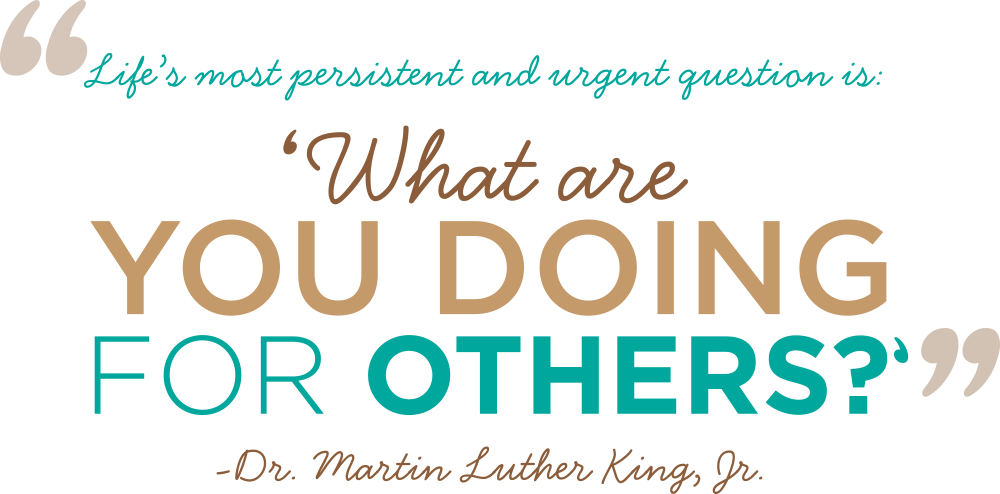 “Life’s most persistent and urgent question is:
‘What are
YOU DOING
FOR OTHERS?‘”
-Dr. Martin Luther King, Jr.